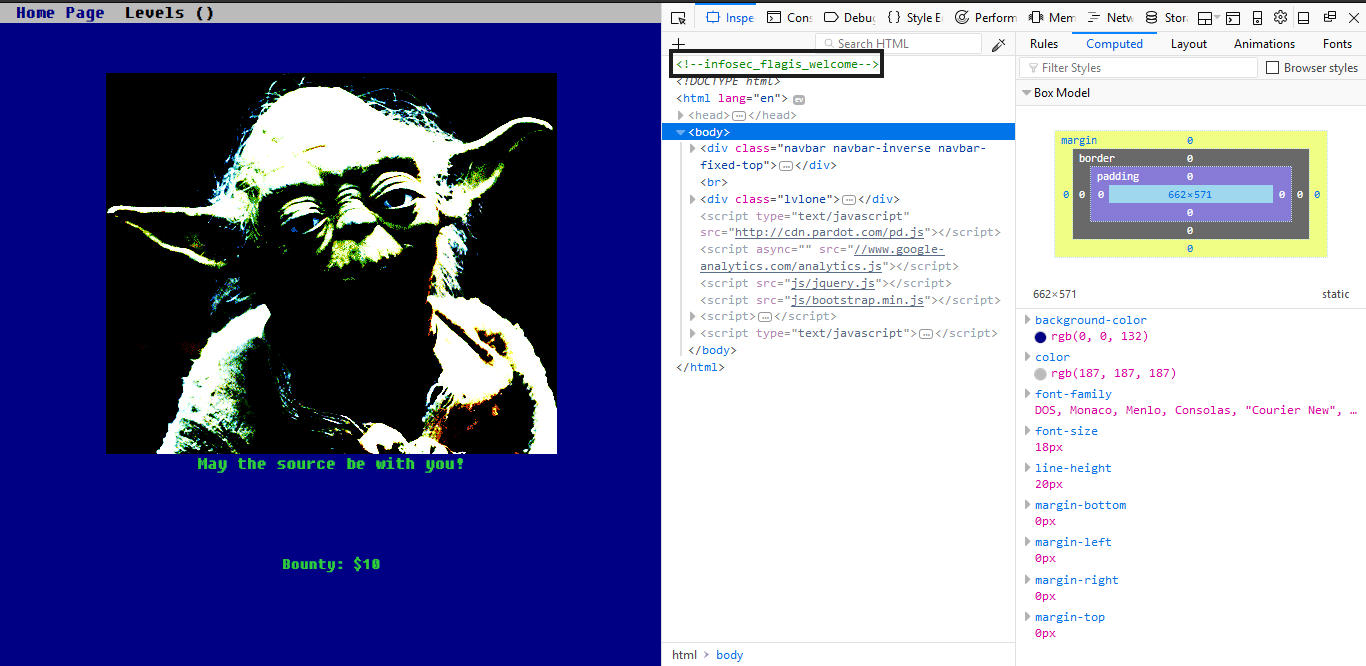 Home Page Levels ()
May the source be with you!
Bounty: $10
Inspe Cons Debug Style E Perform Mem Netw Stor
+ Search HTML
<!--infosec_flagis_welcome-->
<!DOCTYPE html>
<html lang="en"> ev
<head> … </head>
<body>
<div class="navbar navbar-inverse navbar-
fixed-top"> … </div>
<br>
<div class="lvlone"> … </div>
<script type="text/javascript"
src="http://cdn.pardot.com/pd.js"></script>
<script async="" src="//www.google-
analytics.com/analytics.js"></script>
<script src="js/jquery.js"></script>
<script src="js/bootstrap.min.js"></script>
<script> … </script>
<script type="text/javascript"> … </script>
</body>
</html>
html > body
Rules Computed Layout Animations Fonts
Filter Styles Browser styles
Box Model
margin 0
border 0
padding 0
0 0 0 662×571 0 0 0
0
0
0
662×571 static
background-color
rgb(0, 0, 132)
color
rgb(187, 187, 187)
font-family
DOS, Monaco, Menlo, Consolas, "Courier New", …
font-size
18px
line-height
20px
margin-bottom
0px
margin-left
0px
margin-right
0px
margin-top
0px